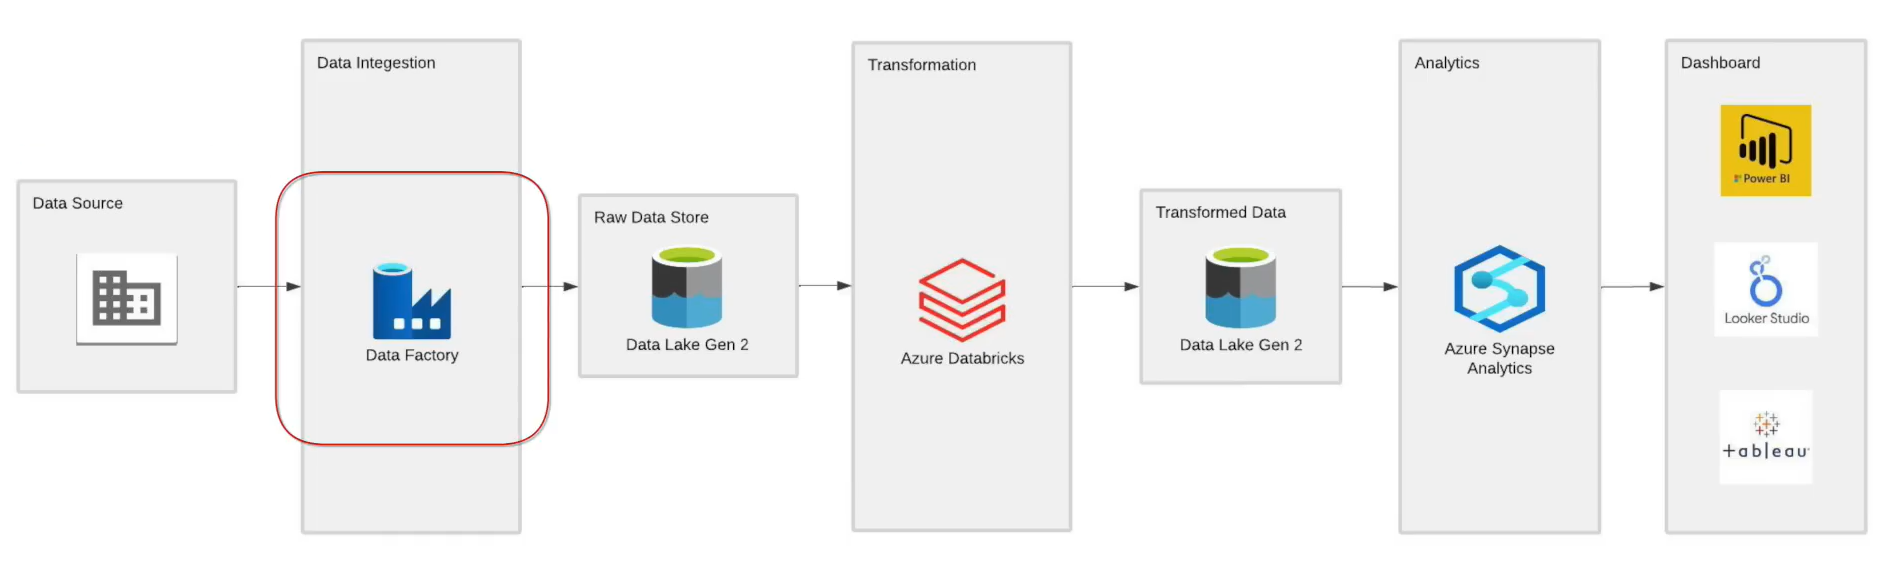 Data Source
Data Integestion
Data Factory
Raw Data Store
Data Lake Gen 2
Transformation
Azure Databricks
Transformed Data
Data Lake Gen 2
Analytics
Azure Synapse
Analytics
Dashboard
Power BI
Looker Studio
+ableau